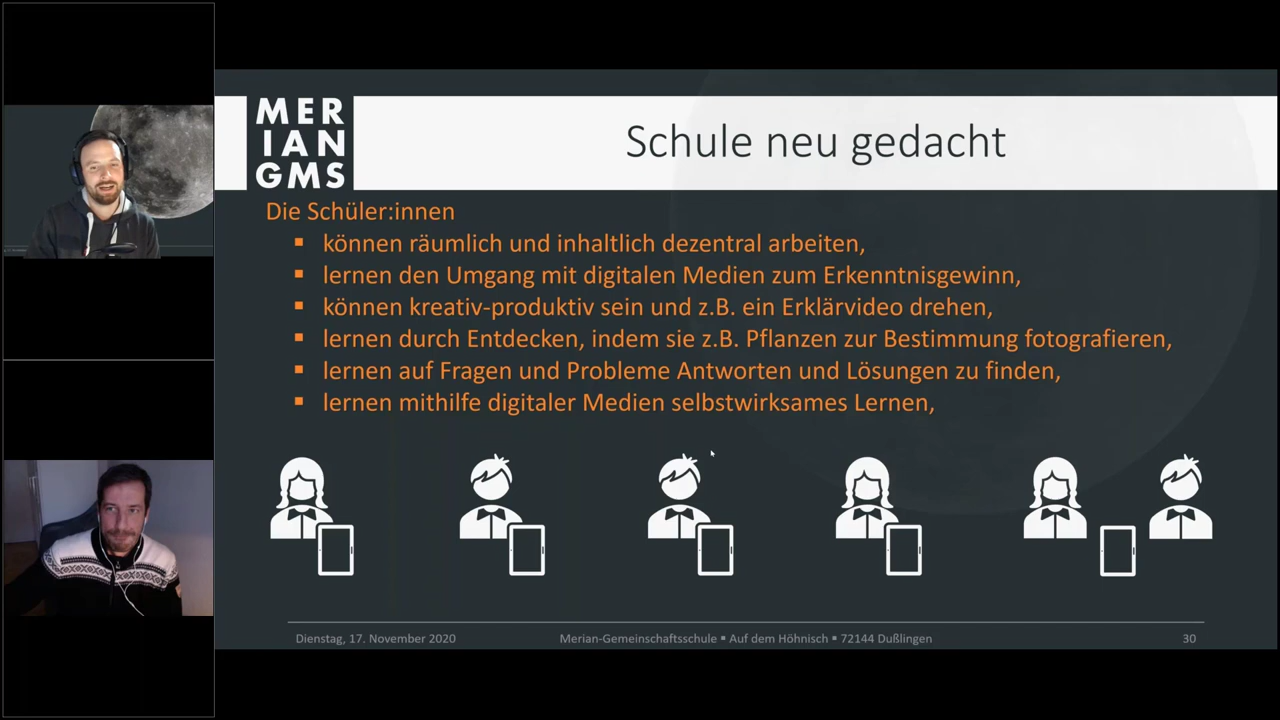 MER
IAN
GMS
Schule neu gedacht
Die Schüler:innen
▪ können räumlich und inhaltlich dezentral arbeiten,
▪ lernen den Umgang mit digitalen Medien zum Erkenntnisgewinn,
▪ können kreativ-produktiv sein und z.B. ein Erklärvideo drehen,
▪ lernen durch Entdecken, indem sie z.B. Pflanzen zur Bestimmung fotografieren,
▪ lernen auf Fragen und Probleme Antworten und Lösungen zu finden,
▪ lernen mithilfe digitaler Medien selbstwirksames Lernen,
Dienstag, 17. November 2020 Merian-Gemeinschaftsschule ▪ Auf dem Höhnisch ▪ 72144 Dußlingen 30